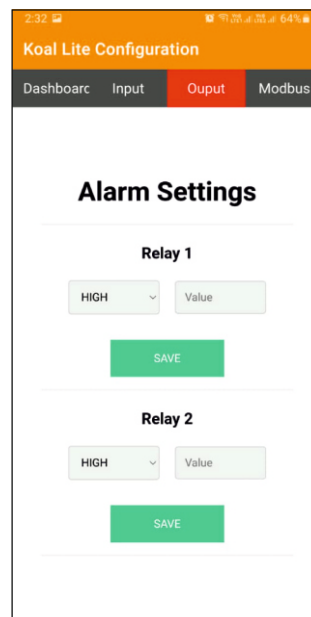 2:32 64%
Koal Lite Configuration
Dashboarc Input Ouput Modbus
Alarm Settings
Relay 1
HIGH Value
SAVE
Relay 2
HIGH Value
SAVE